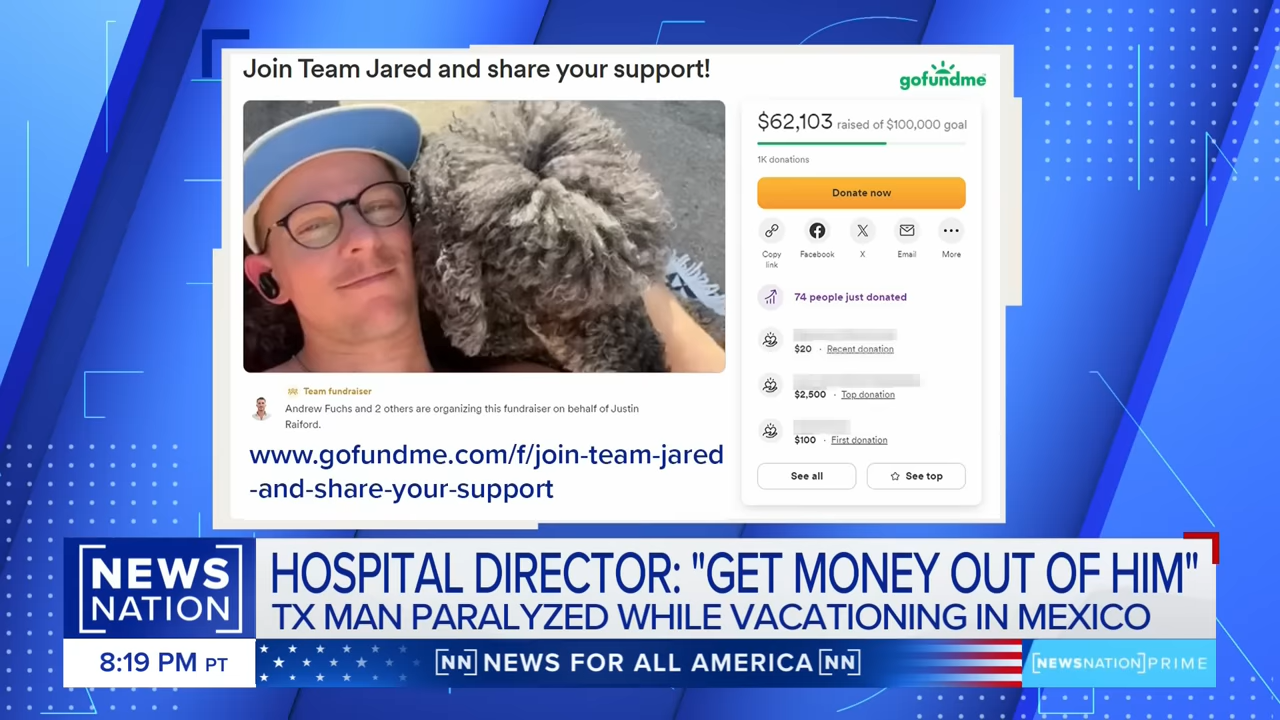 Join Team Jared and share your support!
gofundme
$62,103 raised of $100,000 goal
1K donations
Donate now
Copy link
Facebook
X
Email
More
74 people just donated
$20 · Recent donation
$2,500 · Top donation
$100 · First donation
See all
See top
Team fundraiser
Andrew Fuchs and 2 others are organizing this fundraiser on behalf of Justin
Raiford.
www.gofundme.com/f/join-team-jared
-and-share-your-support
NEWS
NATION
HOSPITAL DIRECTOR: "GET MONEY OUT OF HIM"
TX MAN PARALYZED WHILE VACATIONING IN MEXICO
8:19 PM PT
NN NEWS FOR ALL AMERICA NN
NEWSNATION PRIME